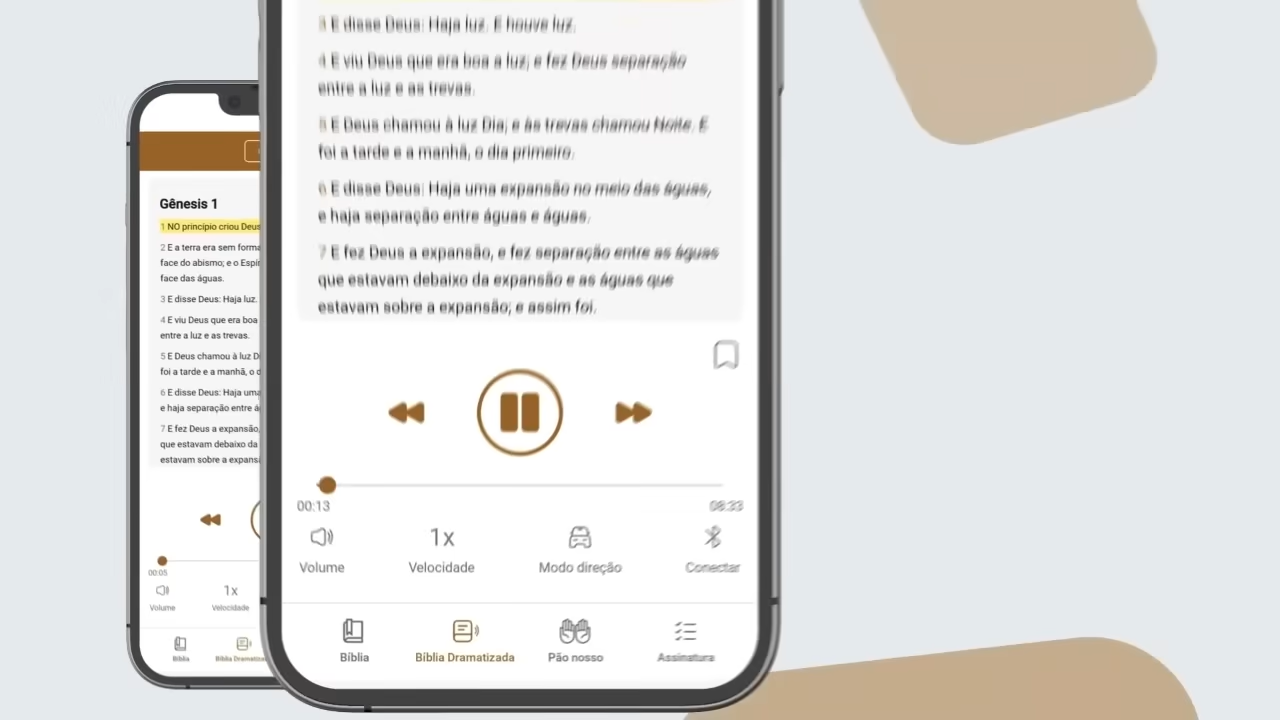 3 E disse Deus: Haja luz. E houve luz.
4 E viu Deus que era boa a luz; e fez Deus separação
entre a luz e as trevas.
5 E Deus chamou à luz Dia; e às trevas chamou Noite. E
foi a tarde e a manhã, o dia primeiro.
6 E disse Deus: Haja uma expansão no meio das águas,
e haja separação entre águas e águas.
7 E fez Deus a expansão, e fez separação entre as águas
que estavam debaixo da expansão e as águas que
estavam sobre a expansão; e assim foi.
00:13
08:33
Volume
1x
Velocidade
Modo direção
Conectar
Bíblia
Bíblia Dramatizada
Pão nosso
Assinatura
Gênesis 1
1 NO princípio criou Deus
2 E a terra era sem forma
face do abismo; e o Espír
face das águas.
3 E disse Deus: Haja luz.
4 E viu Deus que era boa
entre a luz e as trevas.
5 E Deus chamou à luz D
foi a tarde e a manhã, o d
6 E disse Deus: Haja uma
e haja separação entre á
7 E fez Deus a expansão,
que estavam debaixo da
estavam sobre a expansã
00:05
Volume
1x
Velocidade
Bíblia
Bíblia Dramatizada